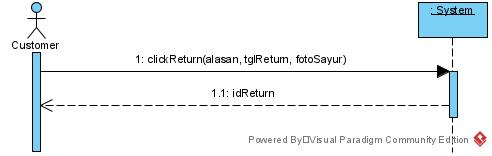 : System
Customer
1: clickReturn(alasan, tglReturn, fotoSayur)
1.1: idReturn
Powered By Visual Paradigm Community Edition